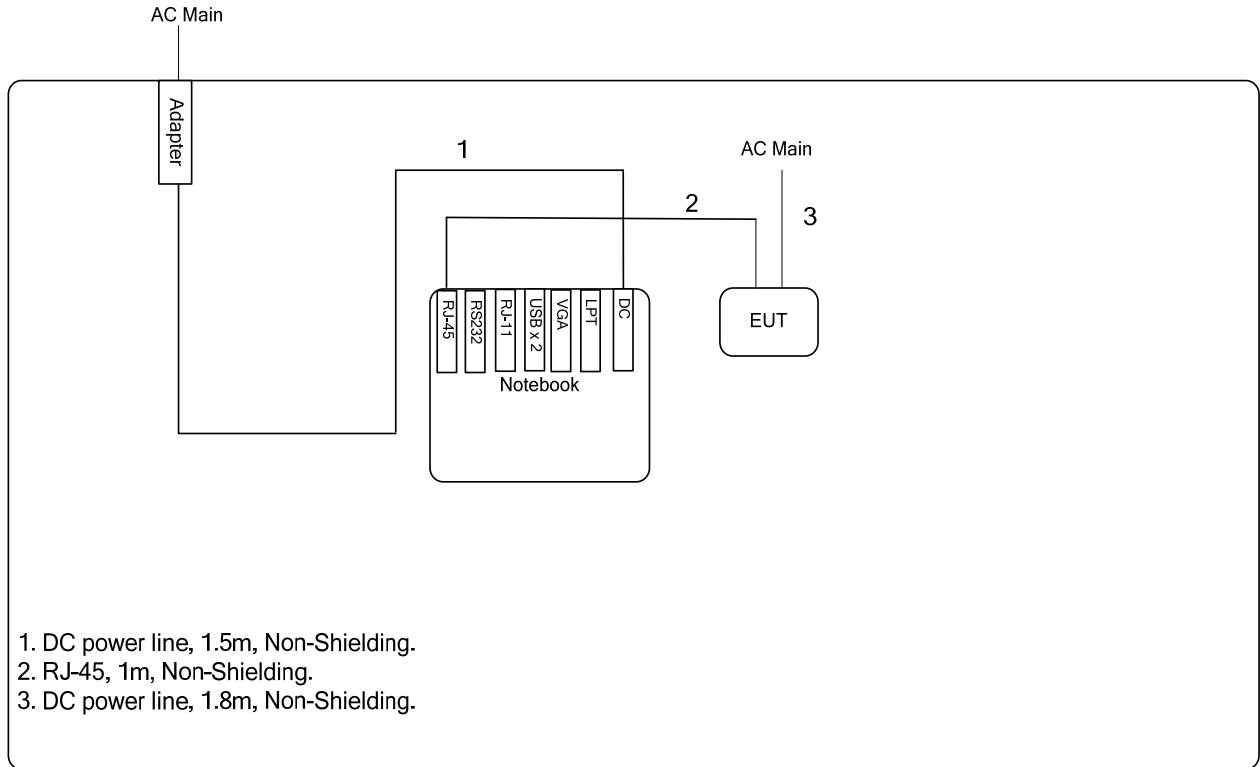 AC Main
Adapter
1
AC Main
2
3
RJ-45
RS232
RJ-11
USB x 2
VGA
LPT
DC
EUT
Notebook
1. DC power line, 1.5m, Non-Shielding.
2. RJ-45, 1m, Non-Shielding.
3. DC power line, 1.8m, Non-Shielding.